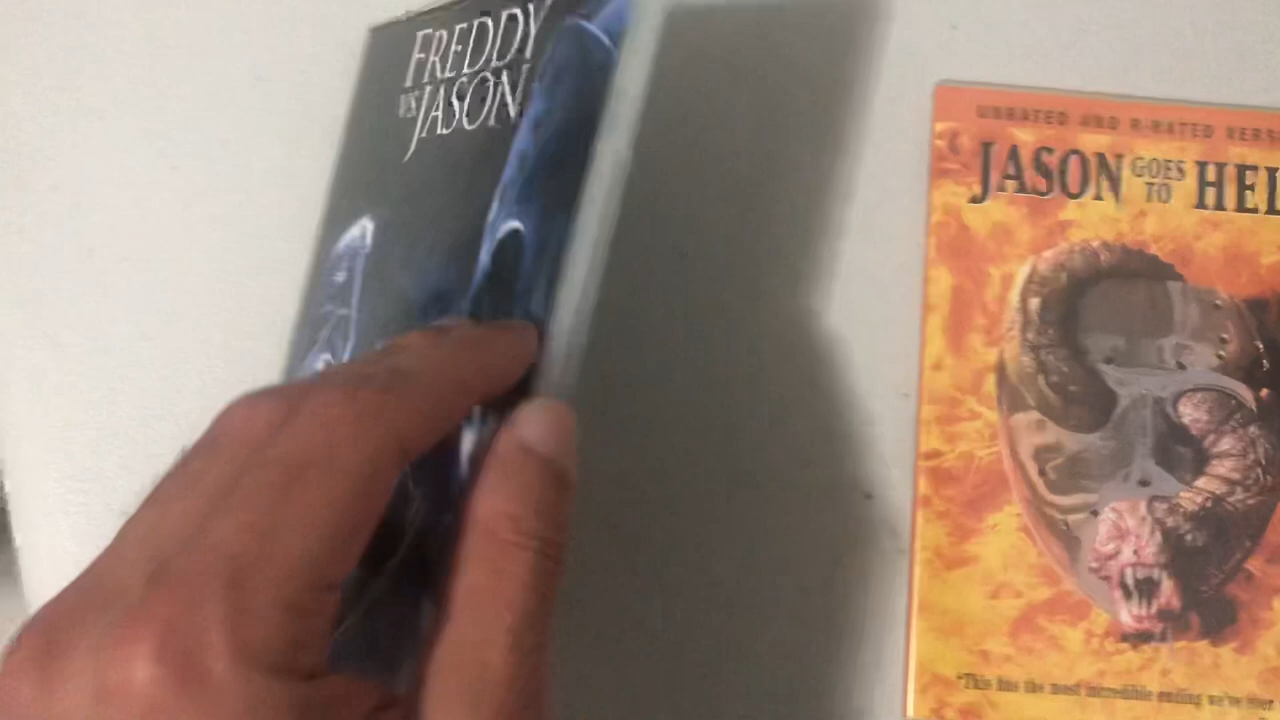 FREDDY
VS JASON
UNRATED AND R-RATED VERS
JASON GOES TO HEL
"This has the most incredible ending we've ever